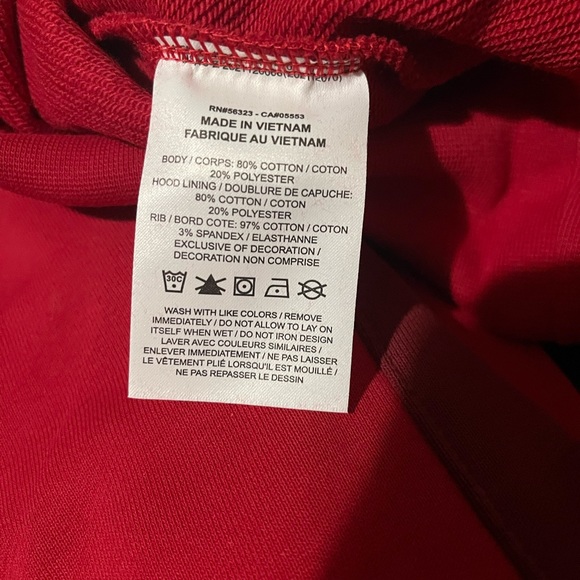 RN#56323 - CA#05553
MADE IN VIETNAM
FABRIQUE AU VIETNAM
BODY / CORPS: 80% COTTON / COTON
20% POLYESTER
HOOD LINING / DOUBLURE DE CAPUCHE:
80% COTTON / COTON
20% POLYESTER
RIB / BORD COTE: 97% COTTON / COTON
3% SPANDEX / ELASTHANNE
EXCLUSIVE OF DECORATION /
DECORATION NON COMPRISE
30C
WASH WITH LIKE COLORS / REMOVE
IMMEDIATELY / DO NOT ALLOW TO LAY ON
ITSELF WHEN WET / DO NOT IRON DESIGN
LAVER AVEC COULEURS SIMILAIRES /
ENLEVER IMMEDIATEMENT / NE PAS LAISSER
LE VÊTEMENT PLIÉ LORSQU'IL EST MOUILLÉ /
NE PAS REPASSER LE DESSIN